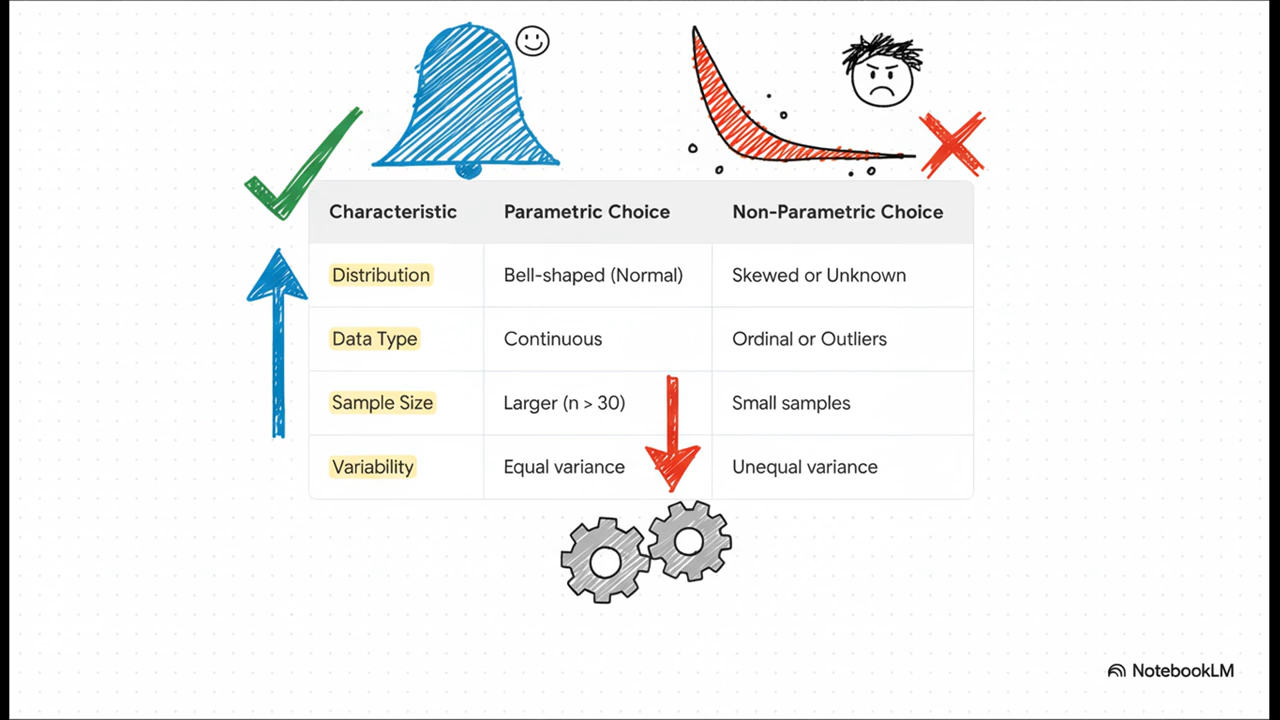 Characteristic Parametric Choice Non-Parametric Choice
Distribution Bell-shaped (Normal) Skewed or Unknown
Data Type Continuous Ordinal or Outliers
Sample Size Larger (n > 30) Small samples
Variability Equal variance Unequal variance
NotebookLM